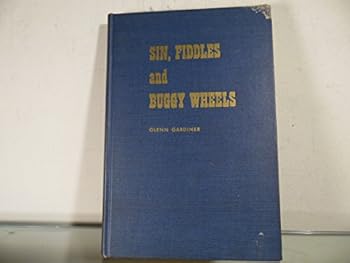 SIN, FIDDLES
and
BUGGY WHEELS
GLENN GARDINER